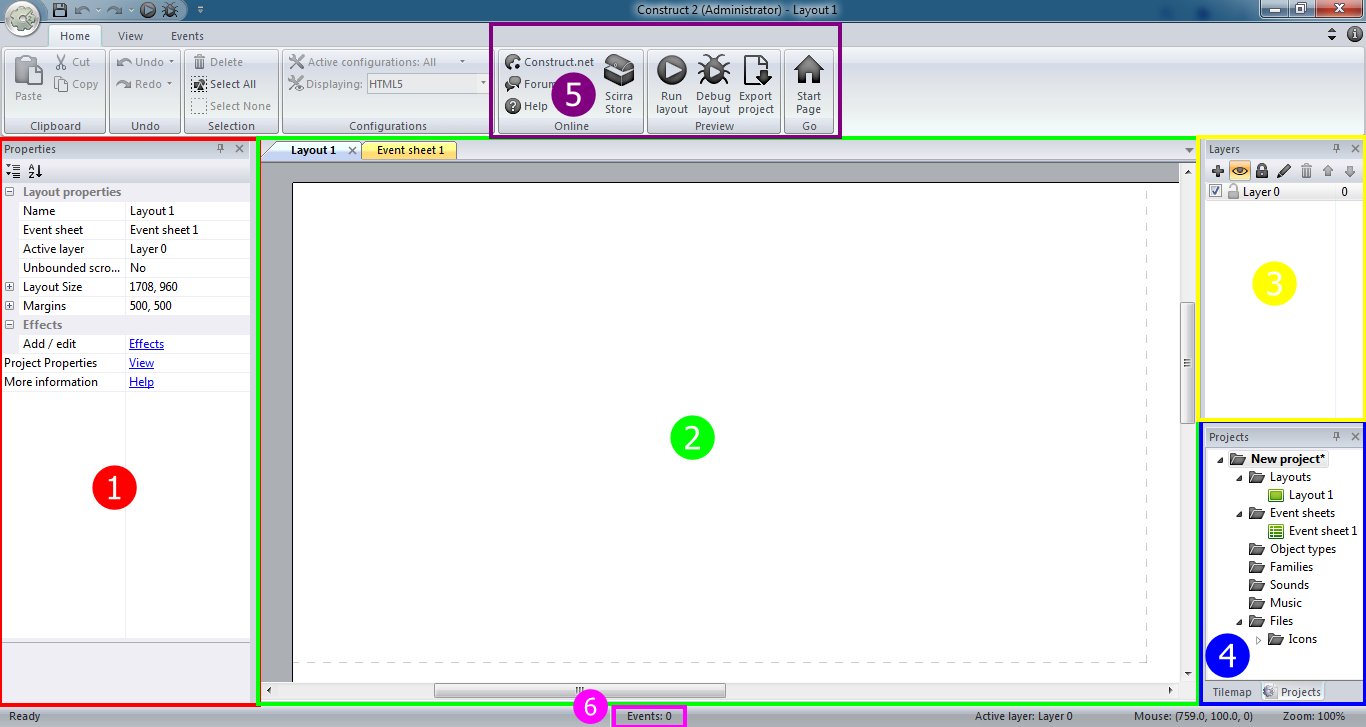 Construct 2 (Administrator) - Layout 1
Home View Events
Paste
Cut
Copy
Clipboard
Undo
Redo
Undo
Delete
Select All
Select None
Selection
Active configurations: All
Displaying: HTML5
Configurations
Construct.net
Forum
Help
Scirra
Store
Online
5
Run
layout
Debug
layout
Export
project
Preview
Start
Page
Go
Properties
Layout properties
Name Layout 1
Event sheet Event sheet 1
Active layer Layer 0
Unbounded scro... No
Layout Size 1708, 960
Margins 500, 500
Effects
Add / edit Effects
Project Properties View
More information Help
1
Layout 1 Event sheet 1
2
Layers
Layer 0 0
3
Projects
New project*
Layouts
Layout 1
Event sheets
Event sheet 1
Object types
Families
Sounds
Music
Files
Icons
4
Tilemap Projects
6
Ready Events: 0 Active layer: Layer 0 Mouse: (759.0, 100.0, 0) Zoom: 100%